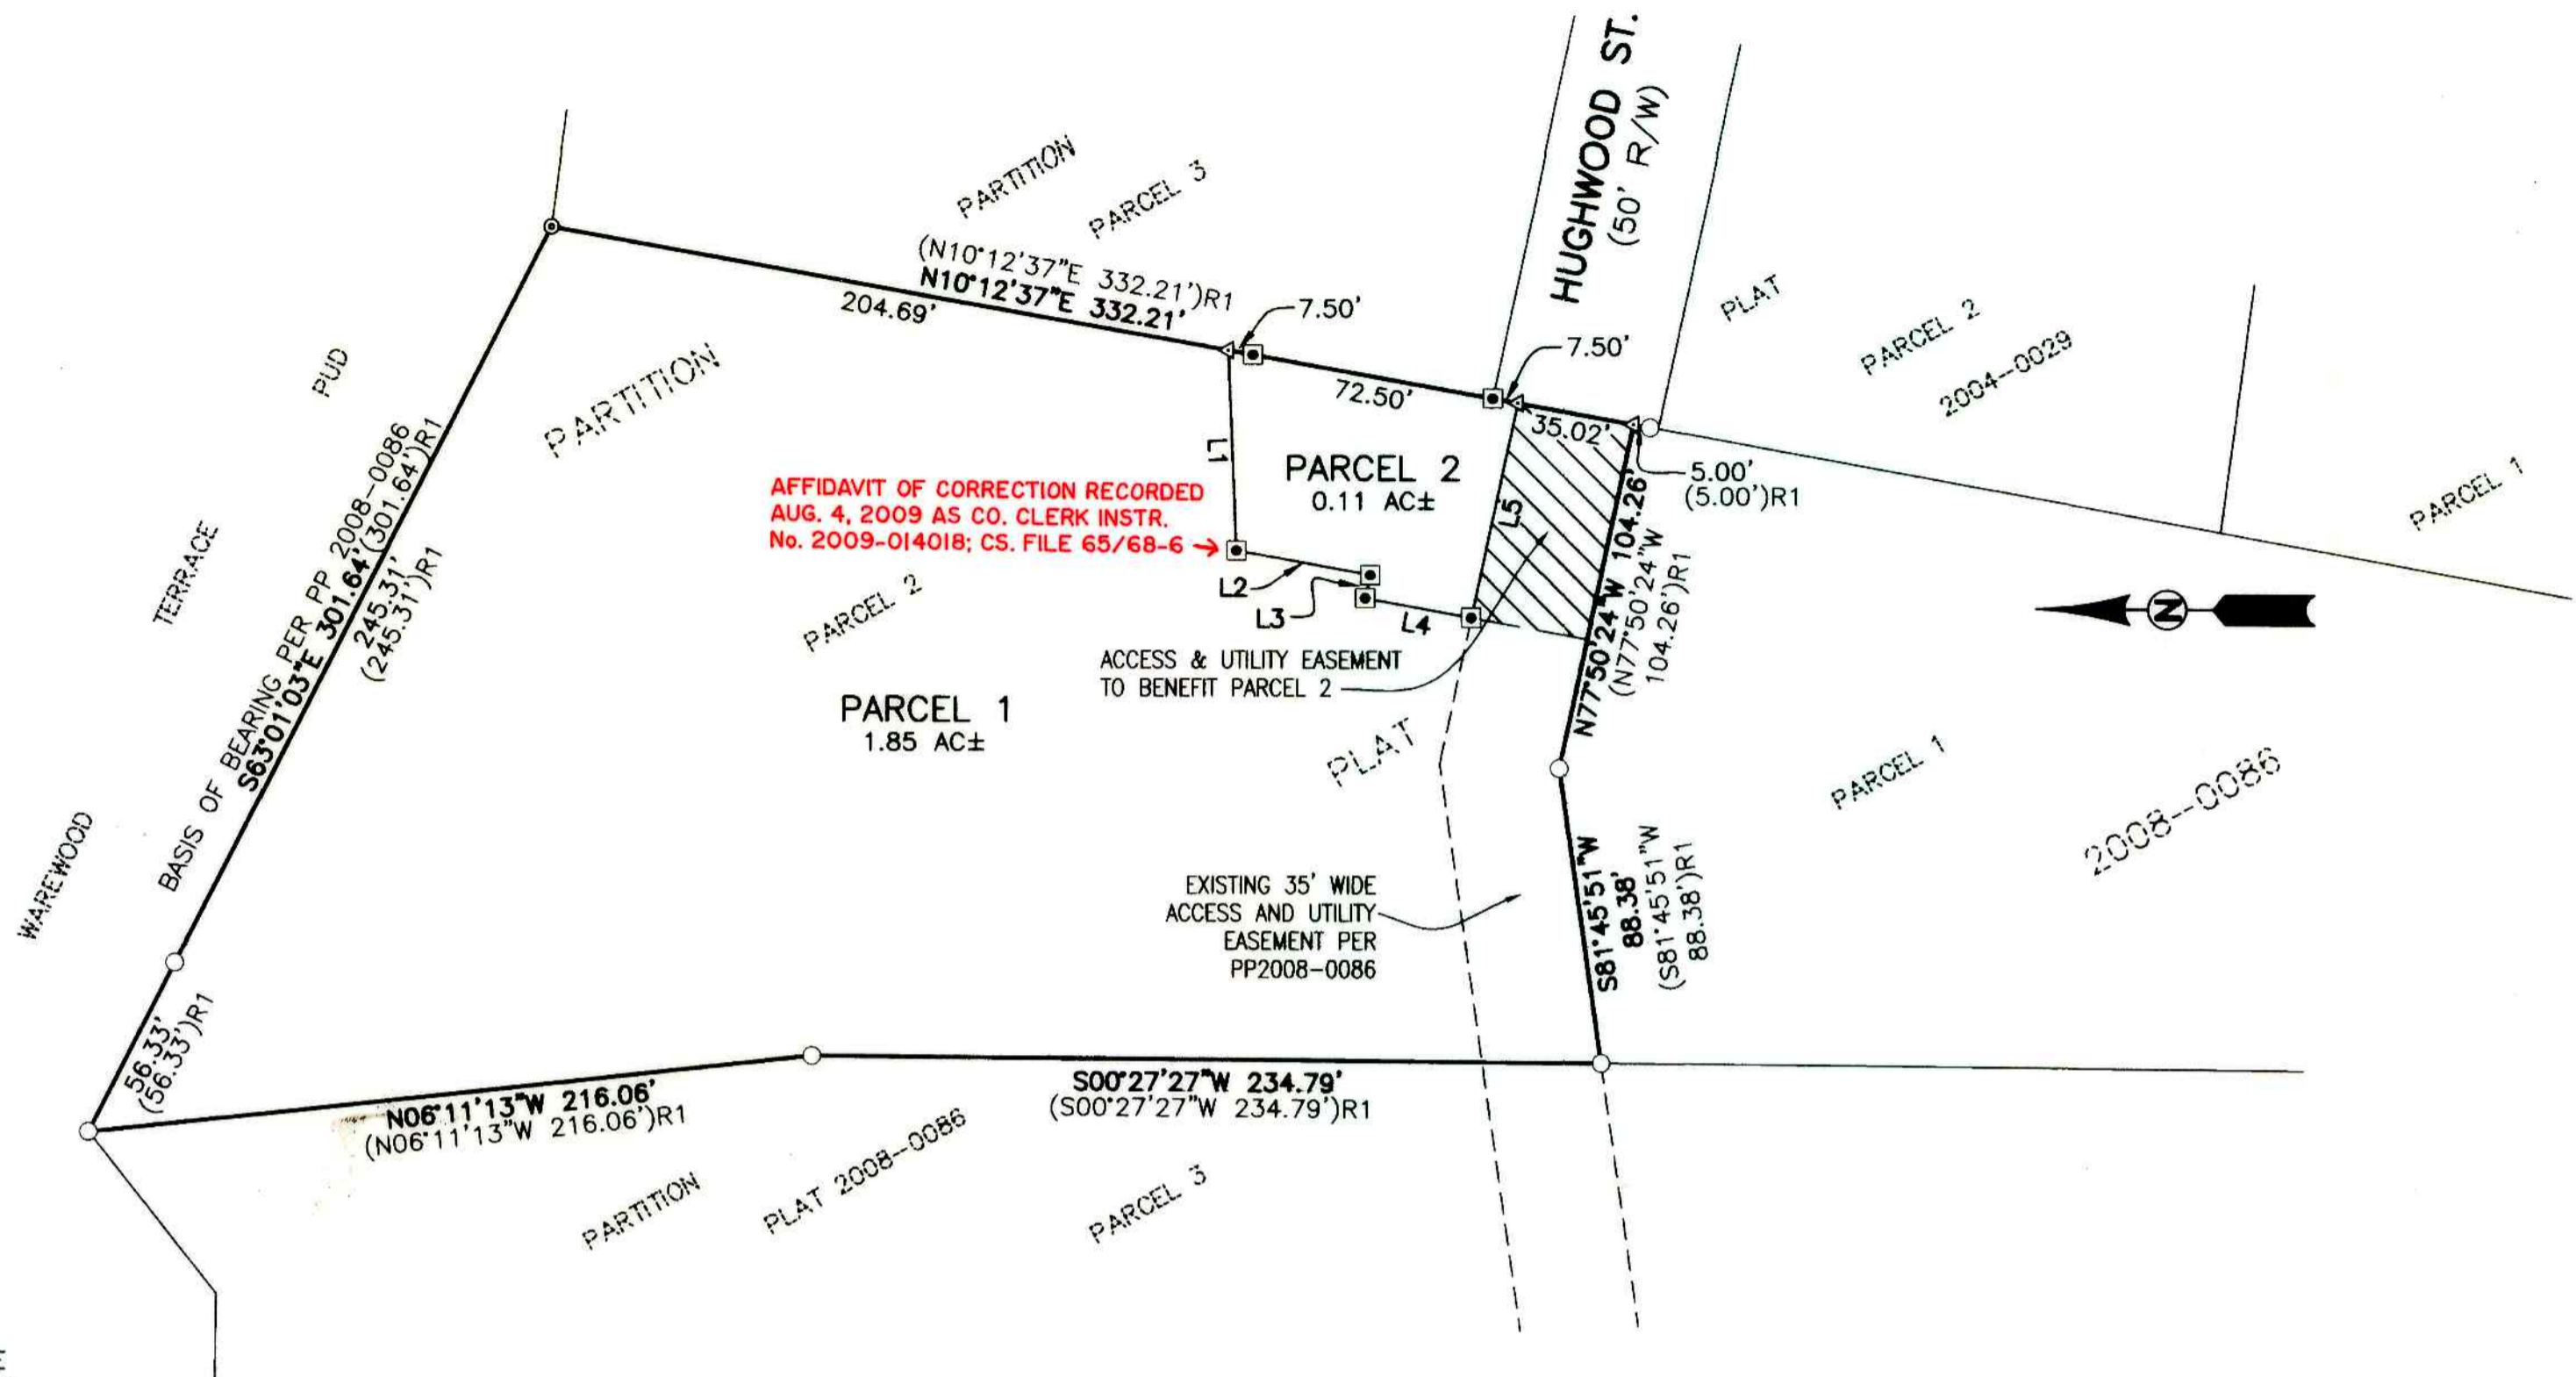 HUGHWOOD ST.
(50' R/W)
PARTITION
PARCEL 3
(N10°12'37"E 332.21')R1
N10°12'37"E 332.21'
204.69'
7.50'
7.50'
72.50'
35.02'
5.00'
(5.00')R1
PLAT
PARCEL 2
2004-0029
PARCEL 1
PUD
TERRACE
WAREWOOD
PARTITION
BASIS OF BEARING PER PP 2008-0086
S63°01'03"E 301.64'(301.64')R1
245.31'
(245.31')R1
L1
PARCEL 2
0.11 AC±
L5
AFFIDAVIT OF CORRECTION RECORDED
AUG. 4, 2009 AS CO. CLERK INSTR.
No. 2009-014018; CS. FILE 65/68-6
L2
L3
L4
PARCEL 2
ACCESS & UTILITY EASEMENT
TO BENEFIT PARCEL 2
N77°50'24"W 104.26'
(N77°50'24"W
104.26')R1
N
PARCEL 1
1.85 AC±
PLAT
PARCEL 1
2008-0086
EXISTING 35' WIDE
ACCESS AND UTILITY
EASEMENT PER
PP2008-0086
S81°45'51"W
88.38'
(S81°45'51"W
88.38')R1
56.33'
(56.33')R1
N06°11'13"W 216.06'
(N06°11'13"W 216.06')R1
S00°27'27"W 234.79'
(S00°27'27"W 234.79')R1
PARTITION
PLAT 2008-0086
PARCEL 3